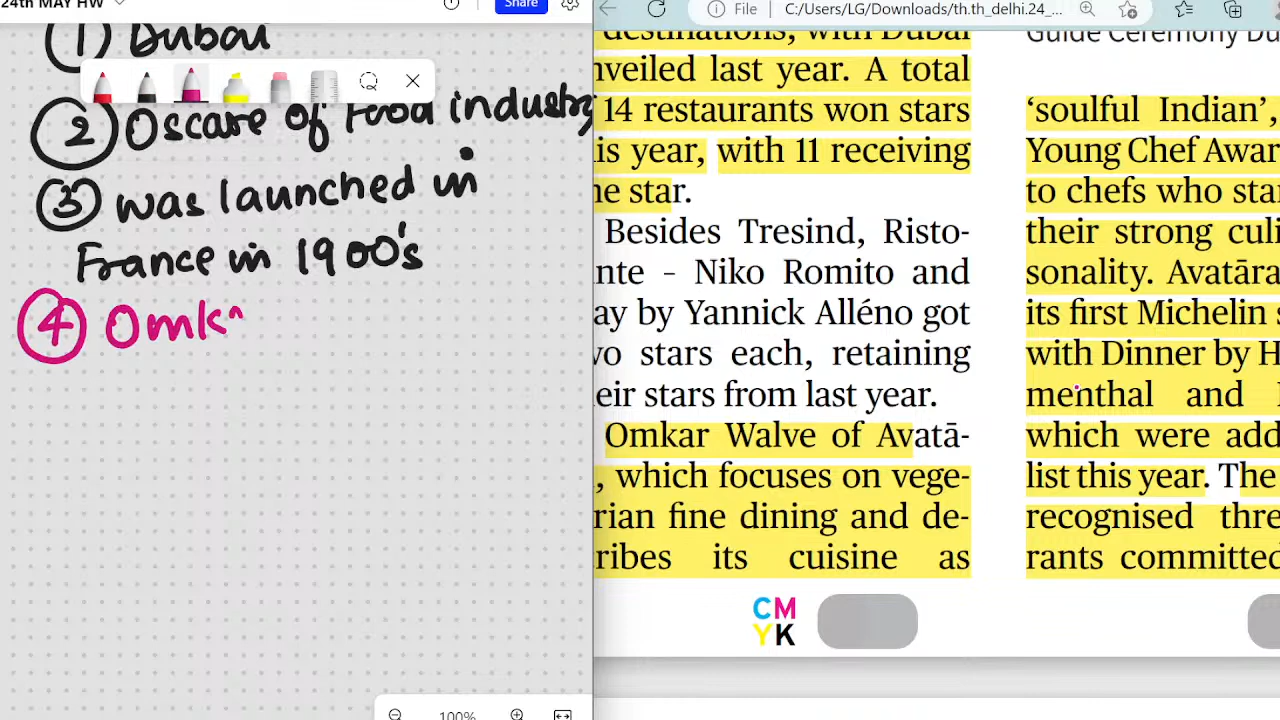 24th MAY HW
Share
① Dubai
② Oscare of Food industry
③ was launched in
France in 1900's
④ Omk
100%
File
C:/Users/LG/Downloads/th.th_delhi.24_...
destinations, with Dubai
nveiled last year. A total
14 restaurants won stars
is year, with 11 receiving
ne star.
Besides Tresind, Risto-
nte – Niko Romito and
ay by Yannick Alléno got
vo stars each, retaining
eir stars from last year.
Omkar Walve of Avatā-
, which focuses on vege-
rian fine dining and de-
ribes its cuisine as
Guide Ceremony Du
‘soulful Indian’,
Young Chef Awar
to chefs who star
their strong culi
sonality. Avatāra
its first Michelin s
with Dinner by H
menthal and
which were add
list this year. The
recognised thre
rants committed
CM
YK